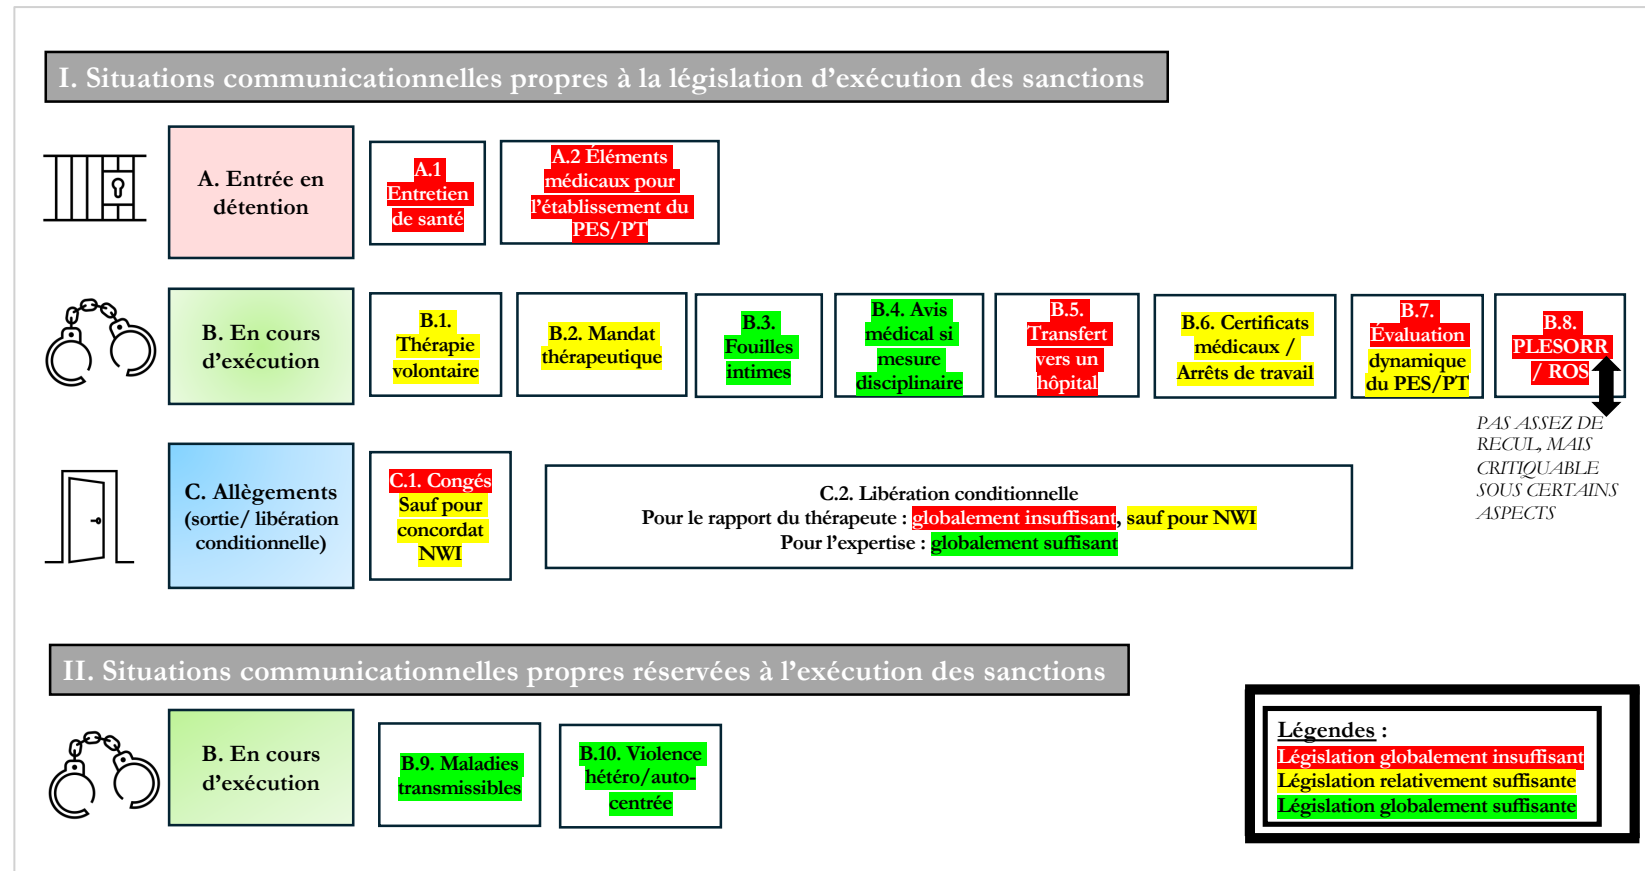 I. Situations communicationnelles propres à la législation d'exécution des sanctions
A. Entrée en
détention
A.1
Entretien
de santé
A.2 Éléments
médicaux pour
l'établissement du
PES/PT
B. En cours
d'exécution
B.1.
Thérapie
volontaire
B.2. Mandat
thérapeutique
B.3.
Fouilles
intimes
B.4. Avis
médical si
mesure
disciplinaire
B.5.
Transfert
vers un
hôpital
B.6. Certificats
médicaux /
Arrêts de travail
B.7.
Évaluation
dynamique
du PES/PT
B.8.
PLESORR
/ ROS
PAS ASSEZ DE
RECUL, MAIS
CRITIQUABLE
SOUS CERTAINS
ASPECTS
C. Allègements
(sortie/ libération
conditionnelle)
C.1. Congés
Sauf pour
concordat
NWI
C.2. Libération conditionnelle
Pour le rapport du thérapeute : globalement insuffisant, sauf pour NWI
Pour l'expertise : globalement suffisant
II. Situations communicationnelles propres réservées à l'exécution des sanctions
B. En cours
d'exécution
B.9. Maladies
transmissibles
B.10. Violence
hétéro/auto-
centrée
Légendes :
Législation globalement insuffisant
Législation relativement suffisante
Législation globalement suffisante